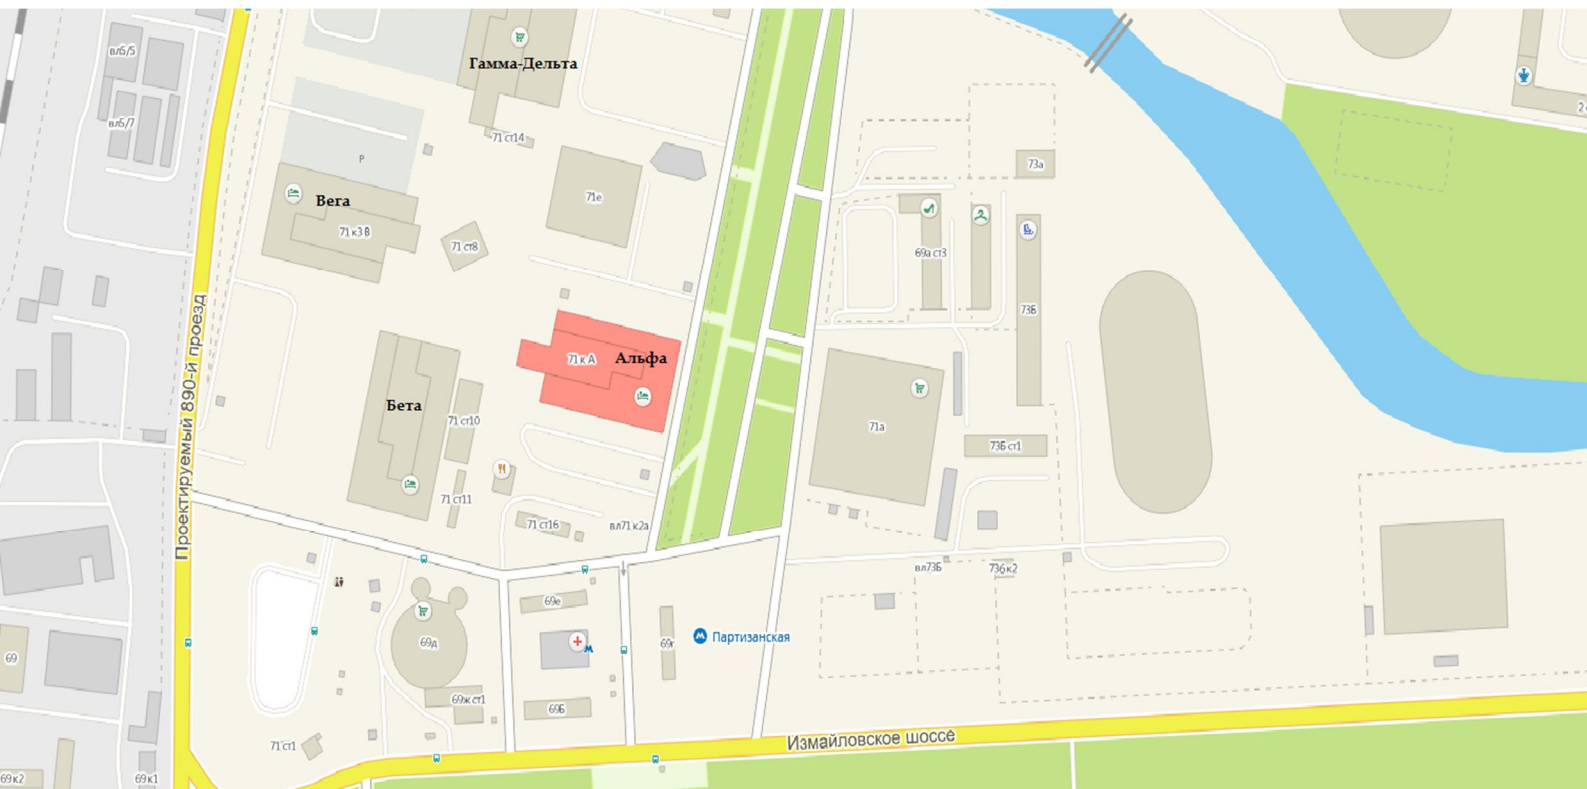 вл5/5
Гамма-Дельта
вл5/7
71 ст14
P
73а
71е
Вега
71 к3 В
71 ст8
69а ст3
73Б
Проектируемый 890-й проезд
71 к А
Альфа
Бета
71 ст10
71а
73Б ст1
71 ст11
71 ст16
вл71 к2а
вл73Б
73б к2
69е
69д
69г
М Партизанская
м
69
69ж ст1
69Б
71 ст1
Измайловское шоссе
69 к2
69 к1